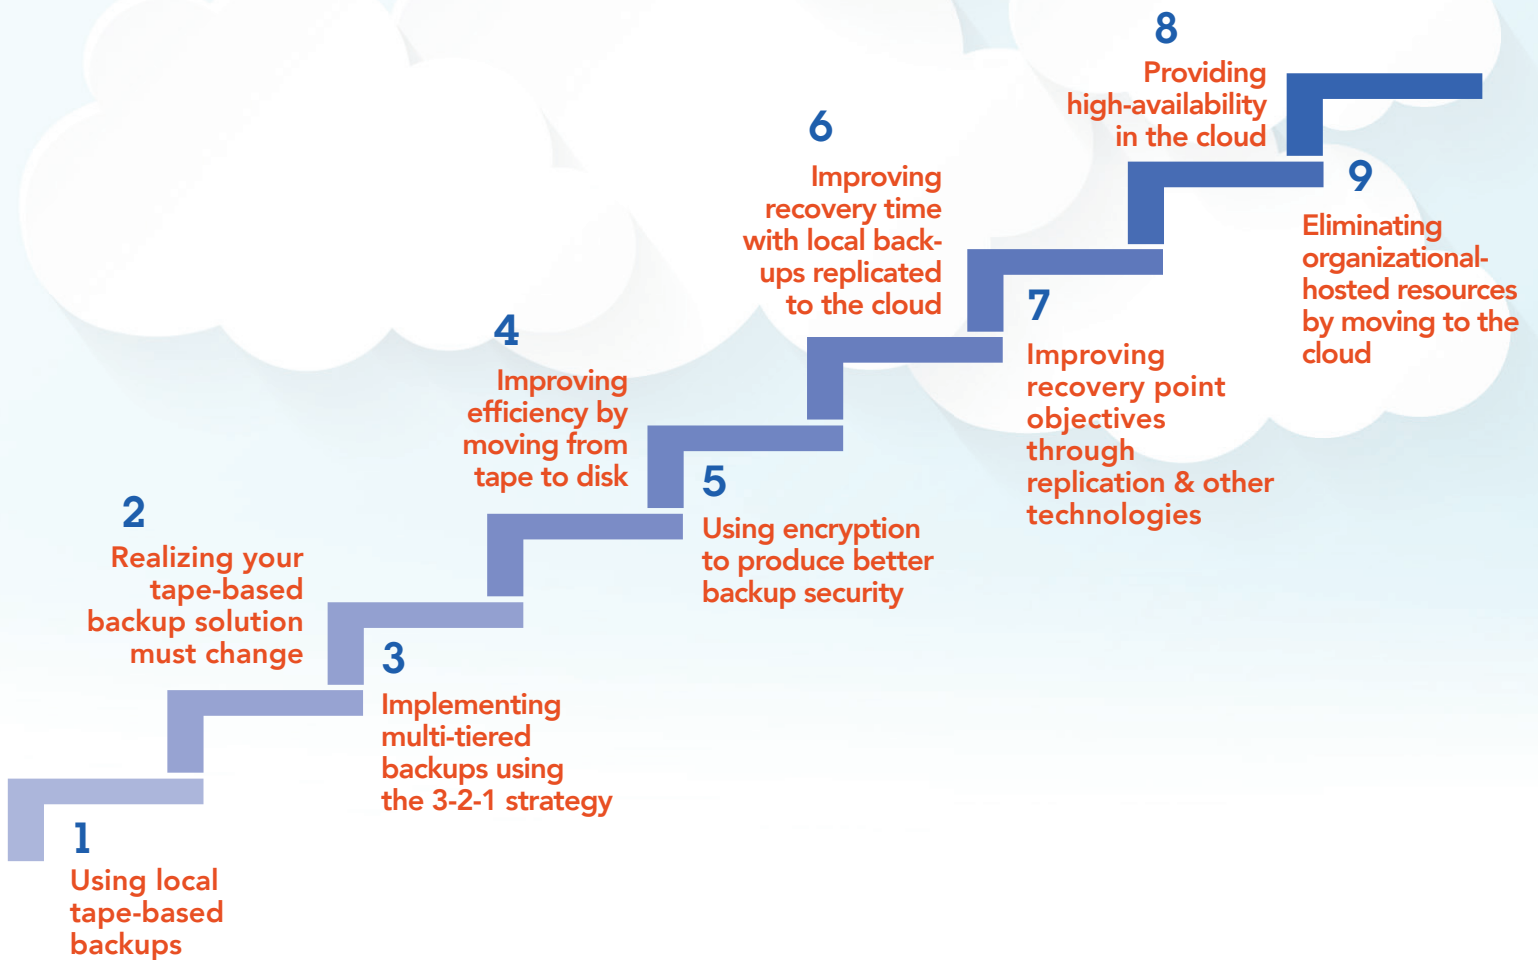 1
Using local
tape-based
backups
2
Realizing your
tape-based
backup solution
must change
3
Implementing
multi-tiered
backups using
the 3-2-1 strategy
4
Improving
efficiency by
moving from
tape to disk
5
Using encryption
to produce better
backup security
6
Improving
recovery time
with local back-
ups replicated
to the cloud
7
Improving
recovery point
objectives
through
replication & other
technologies
8
Providing
high-availability
in the cloud
9
Eliminating
organizational-
hosted resources
by moving to the
cloud